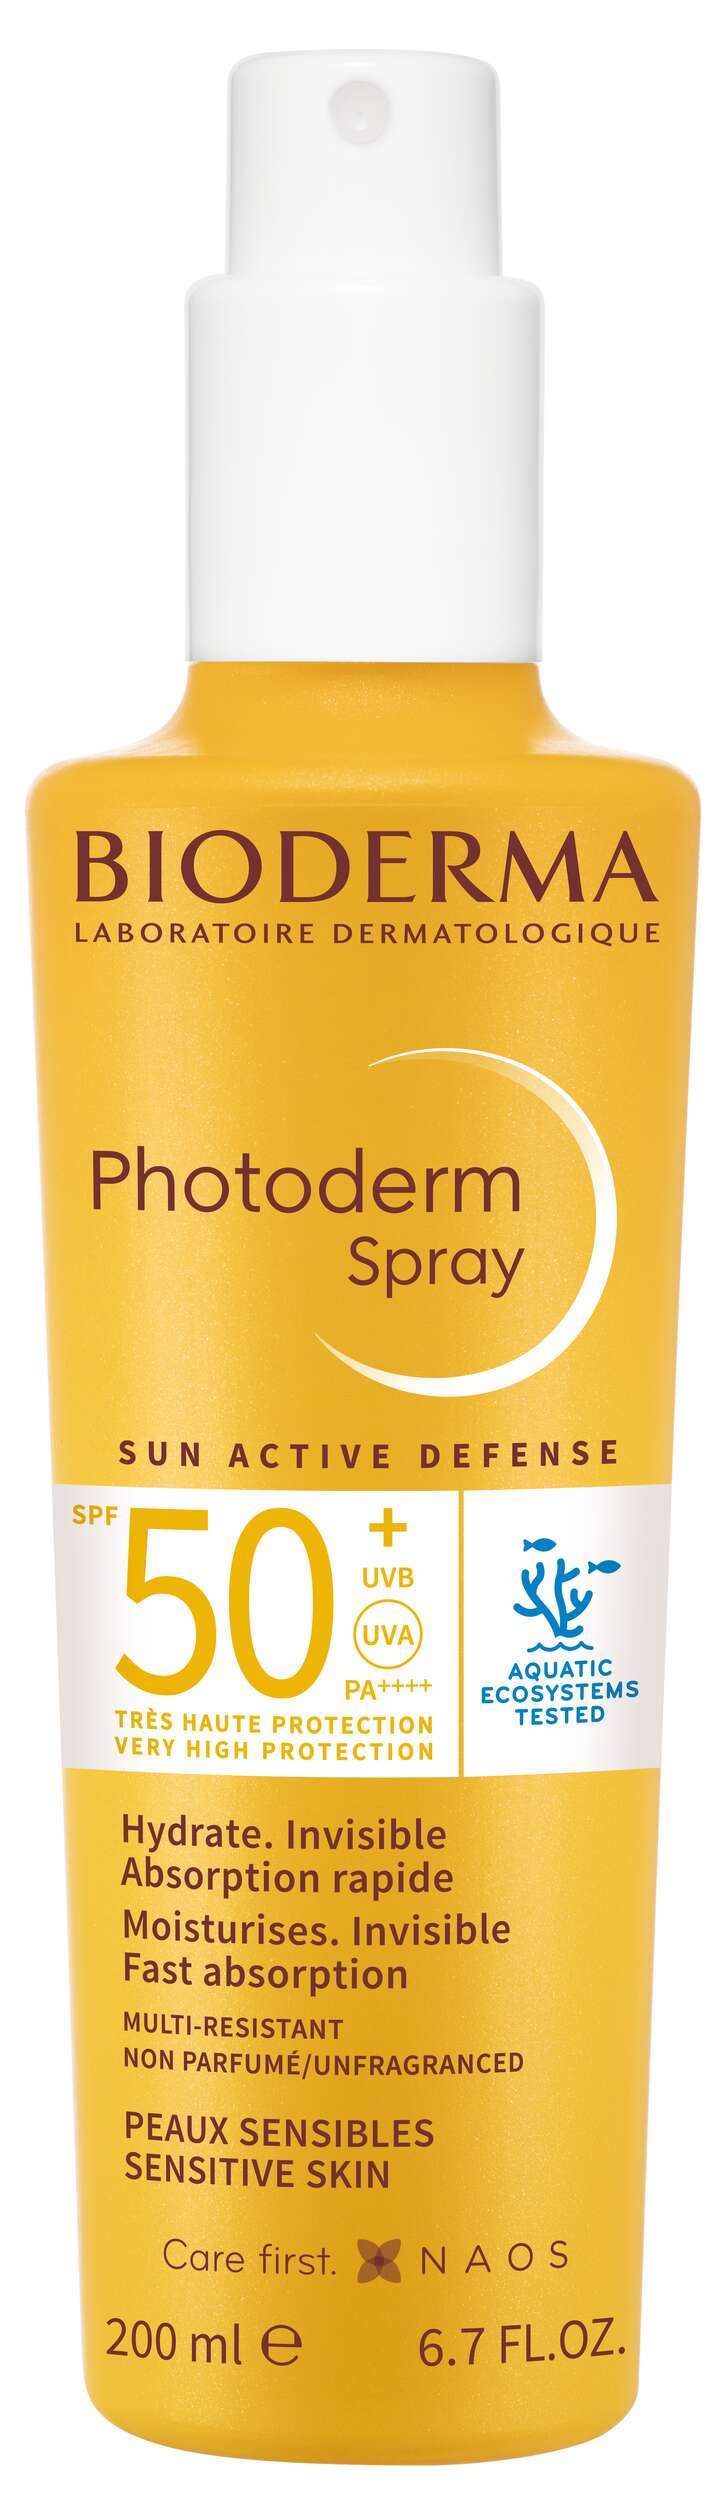 BIODERMA
LABORATOIRE DERMATOLOGIQUE
Photoderm
Spray
SUN ACTIVE DEFENSE
SPF 50+
UVB
UVA
PA++++
TRÈS HAUTE PROTECTION
VERY HIGH PROTECTION
AQUATIC
ECOSYSTEMS
TESTED
Hydrate. Invisible
Absorption rapide
Moisturises. Invisible
Fast absorption
MULTI-RESISTANT
NON PARFUMÉ/UNFRAGRANCED
PEAUX SENSIBLES
SENSITIVE SKIN
Care first. NAOS
200 ml ℮ 6.7 FL.OZ.